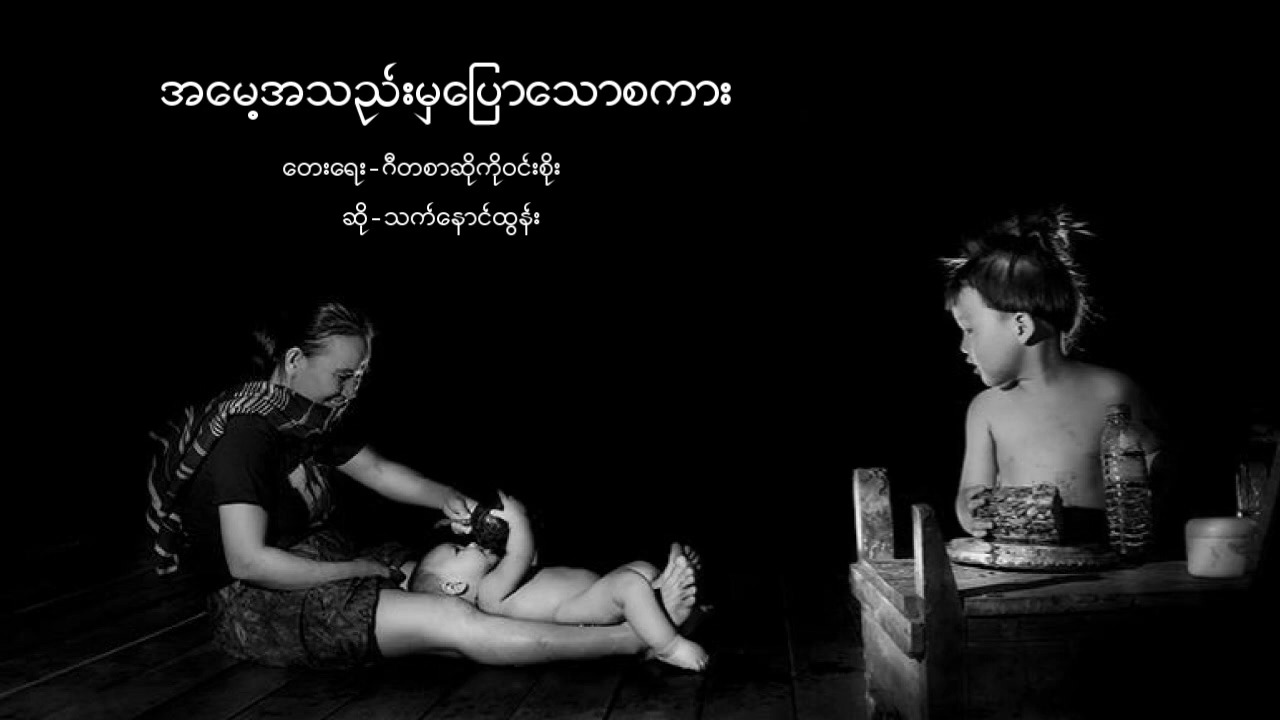 အမေ့အသည်းမှပြောသောစကား
တေးရေး-ဂီတစာဆိုကိုဝင်းစိုး
ဆို-သက်နောင်ထွန်း